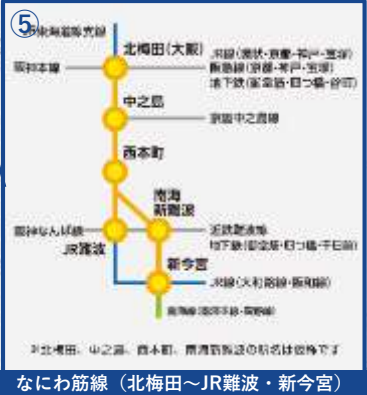 ⑤
JR東海道線支線
北梅田(大阪)
JR線(環状・京都・神戸・宝塚)
阪神本線
阪急線(京都・神戸・宝塚)
地下鉄(御堂筋・四つ橋・谷町)
中之島
京阪中之島線
西本町
南海
新難波
阪神なんば線
近鉄難波線
地下鉄(御堂筋・四つ橋・千日前)
JR難波
新今宮
JR線(大和路線・阪和線)
南海線(南海本線・高野線)
※北梅田、中之島、西本町、南海新難波の駅名は仮称です
なにわ筋線(北梅田~JR難波・新今宮)